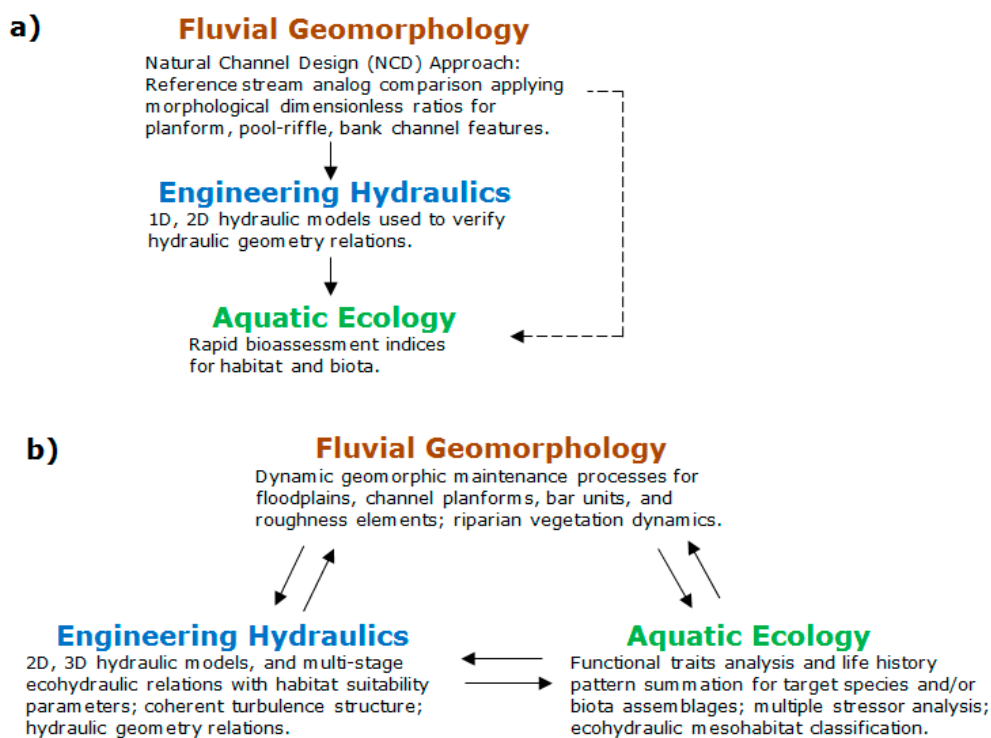 a)
Fluvial Geomorphology
Natural Channel Design (NCD) Approach:
Reference stream analog comparison applying
morphological dimensionless ratios for
planform, pool-riffle, bank channel features.
Engineering Hydraulics
1D, 2D hydraulic models used to verify
hydraulic geometry relations.
Aquatic Ecology
Rapid bioassessment indices
for habitat and biota.
b)
Fluvial Geomorphology
Dynamic geomorphic maintenance processes for
floodplains, channel planforms, bar units, and
roughness elements; riparian vegetation dynamics.
Engineering Hydraulics
2D, 3D hydraulic models, and multi-stage
ecohydraulic relations with habitat suitability
parameters; coherent turbulence structure;
hydraulic geometry relations.
Aquatic Ecology
Functional traits analysis and life history
pattern summation for target species and/or
biota assemblages; multiple stressor analysis;
ecohydraulic mesohabitat classification.